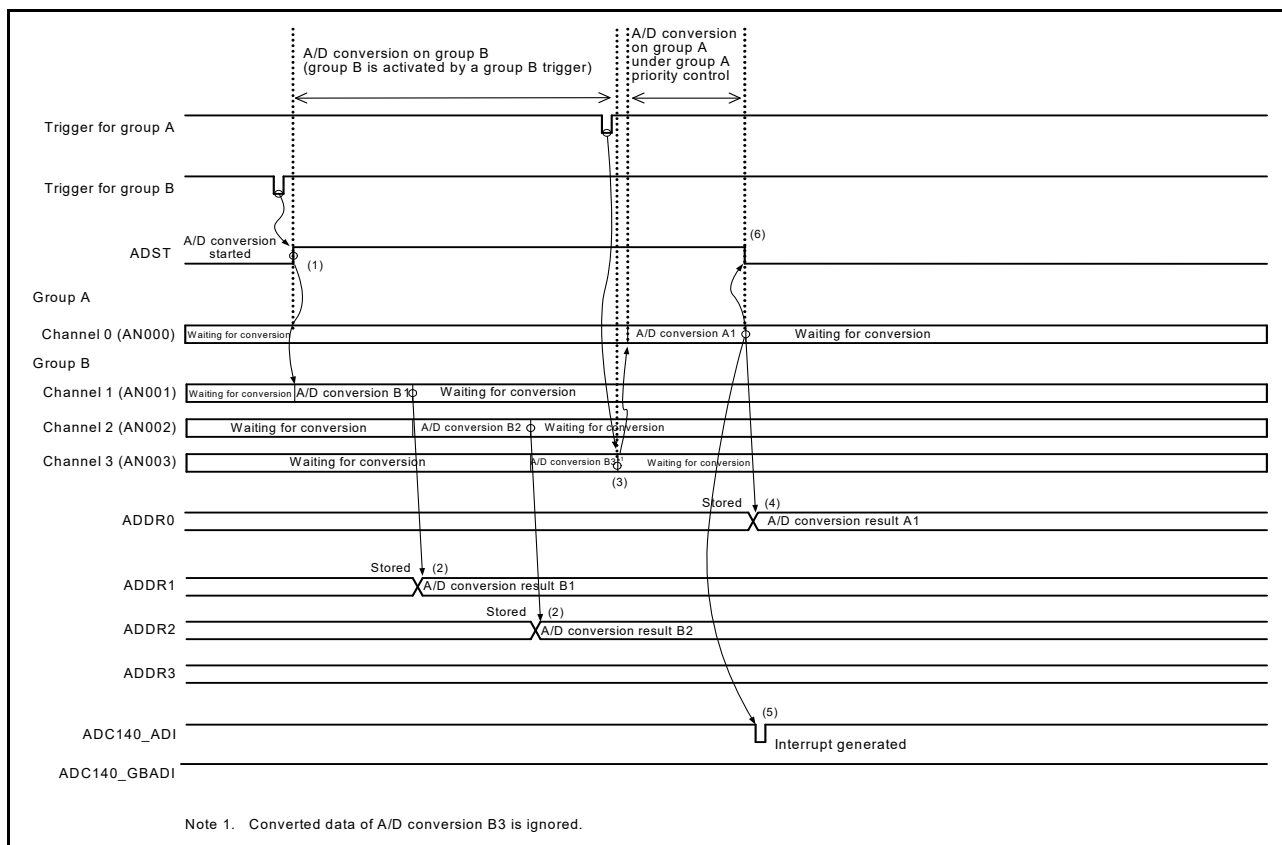 A/D conversion on group B
(group B is activated by a group B trigger)
A/D conversion
on group A
under group A
priority control
Trigger for group A
Trigger for group B
ADST
A/D conversion
started
(1)
(6)
Group A
Channel 0 (AN000)
Waiting for conversion
A/D conversion A1
Waiting for conversion
Group B
Channel 1 (AN001)
Waiting for conversion
A/D conversion B1
Waiting for conversion
Channel 2 (AN002)
Waiting for conversion
A/D conversion B2
Waiting for conversion
Channel 3 (AN003)
Waiting for conversion
A/D conversion B3*1
Waiting for conversion
(3)
ADDR0
Stored
(4)
A/D conversion result A1
ADDR1
Stored
(2)
A/D conversion result B1
ADDR2
Stored
(2)
A/D conversion result B2
ADDR3
ADC140_ADI
(5)
Interrupt generated
ADC140_GBADI
Note 1. Converted data of A/D conversion B3 is ignored.